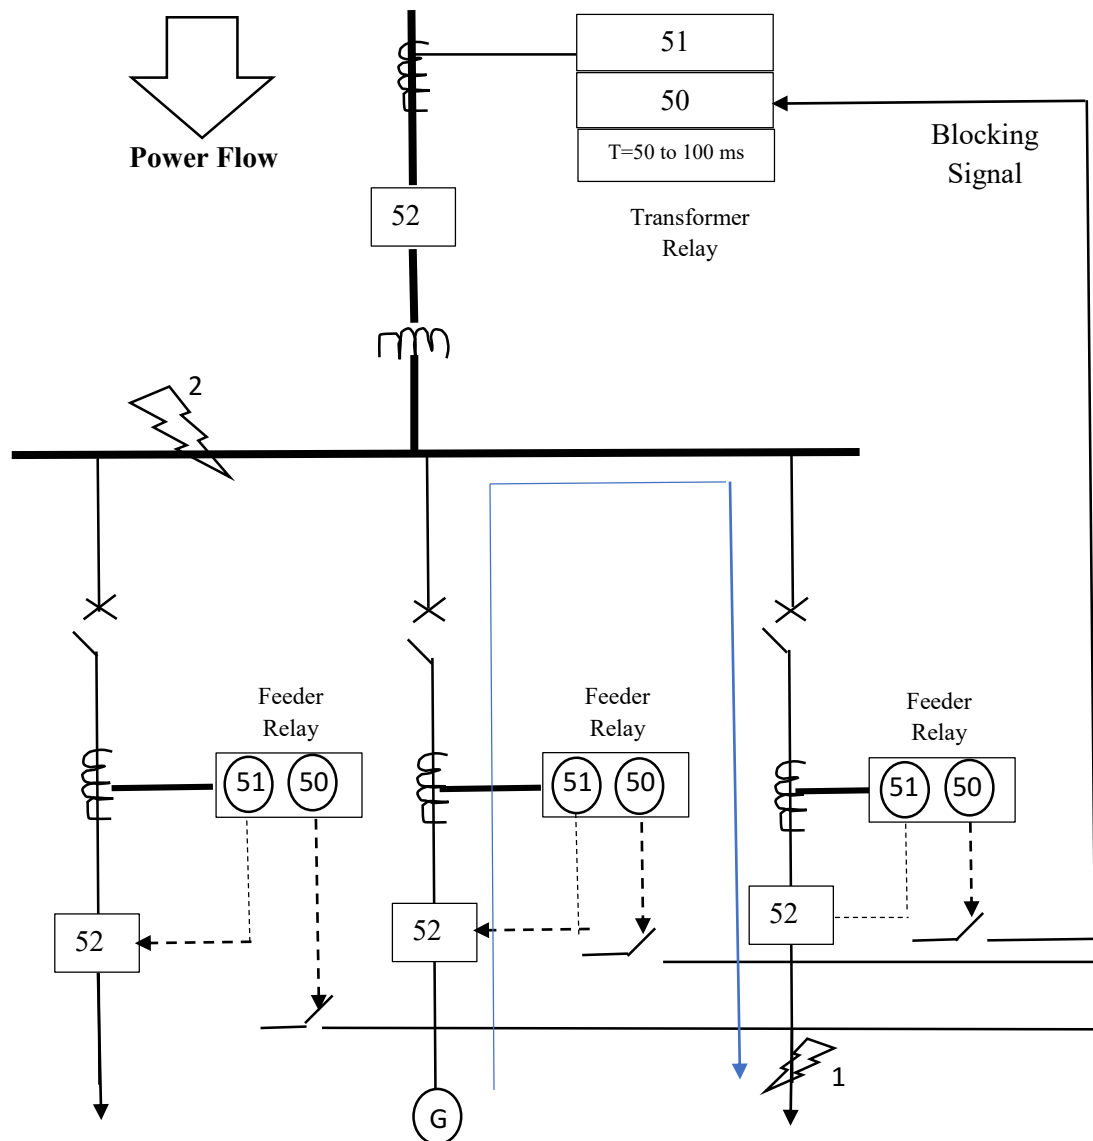 51
50
T=50 to 100 ms
Power Flow
Blocking
Signal
52
Transformer
Relay
2
Feeder
Relay
Feeder
Relay
Feeder
Relay
51 50
51 50
51 50
52
52
52
1
G